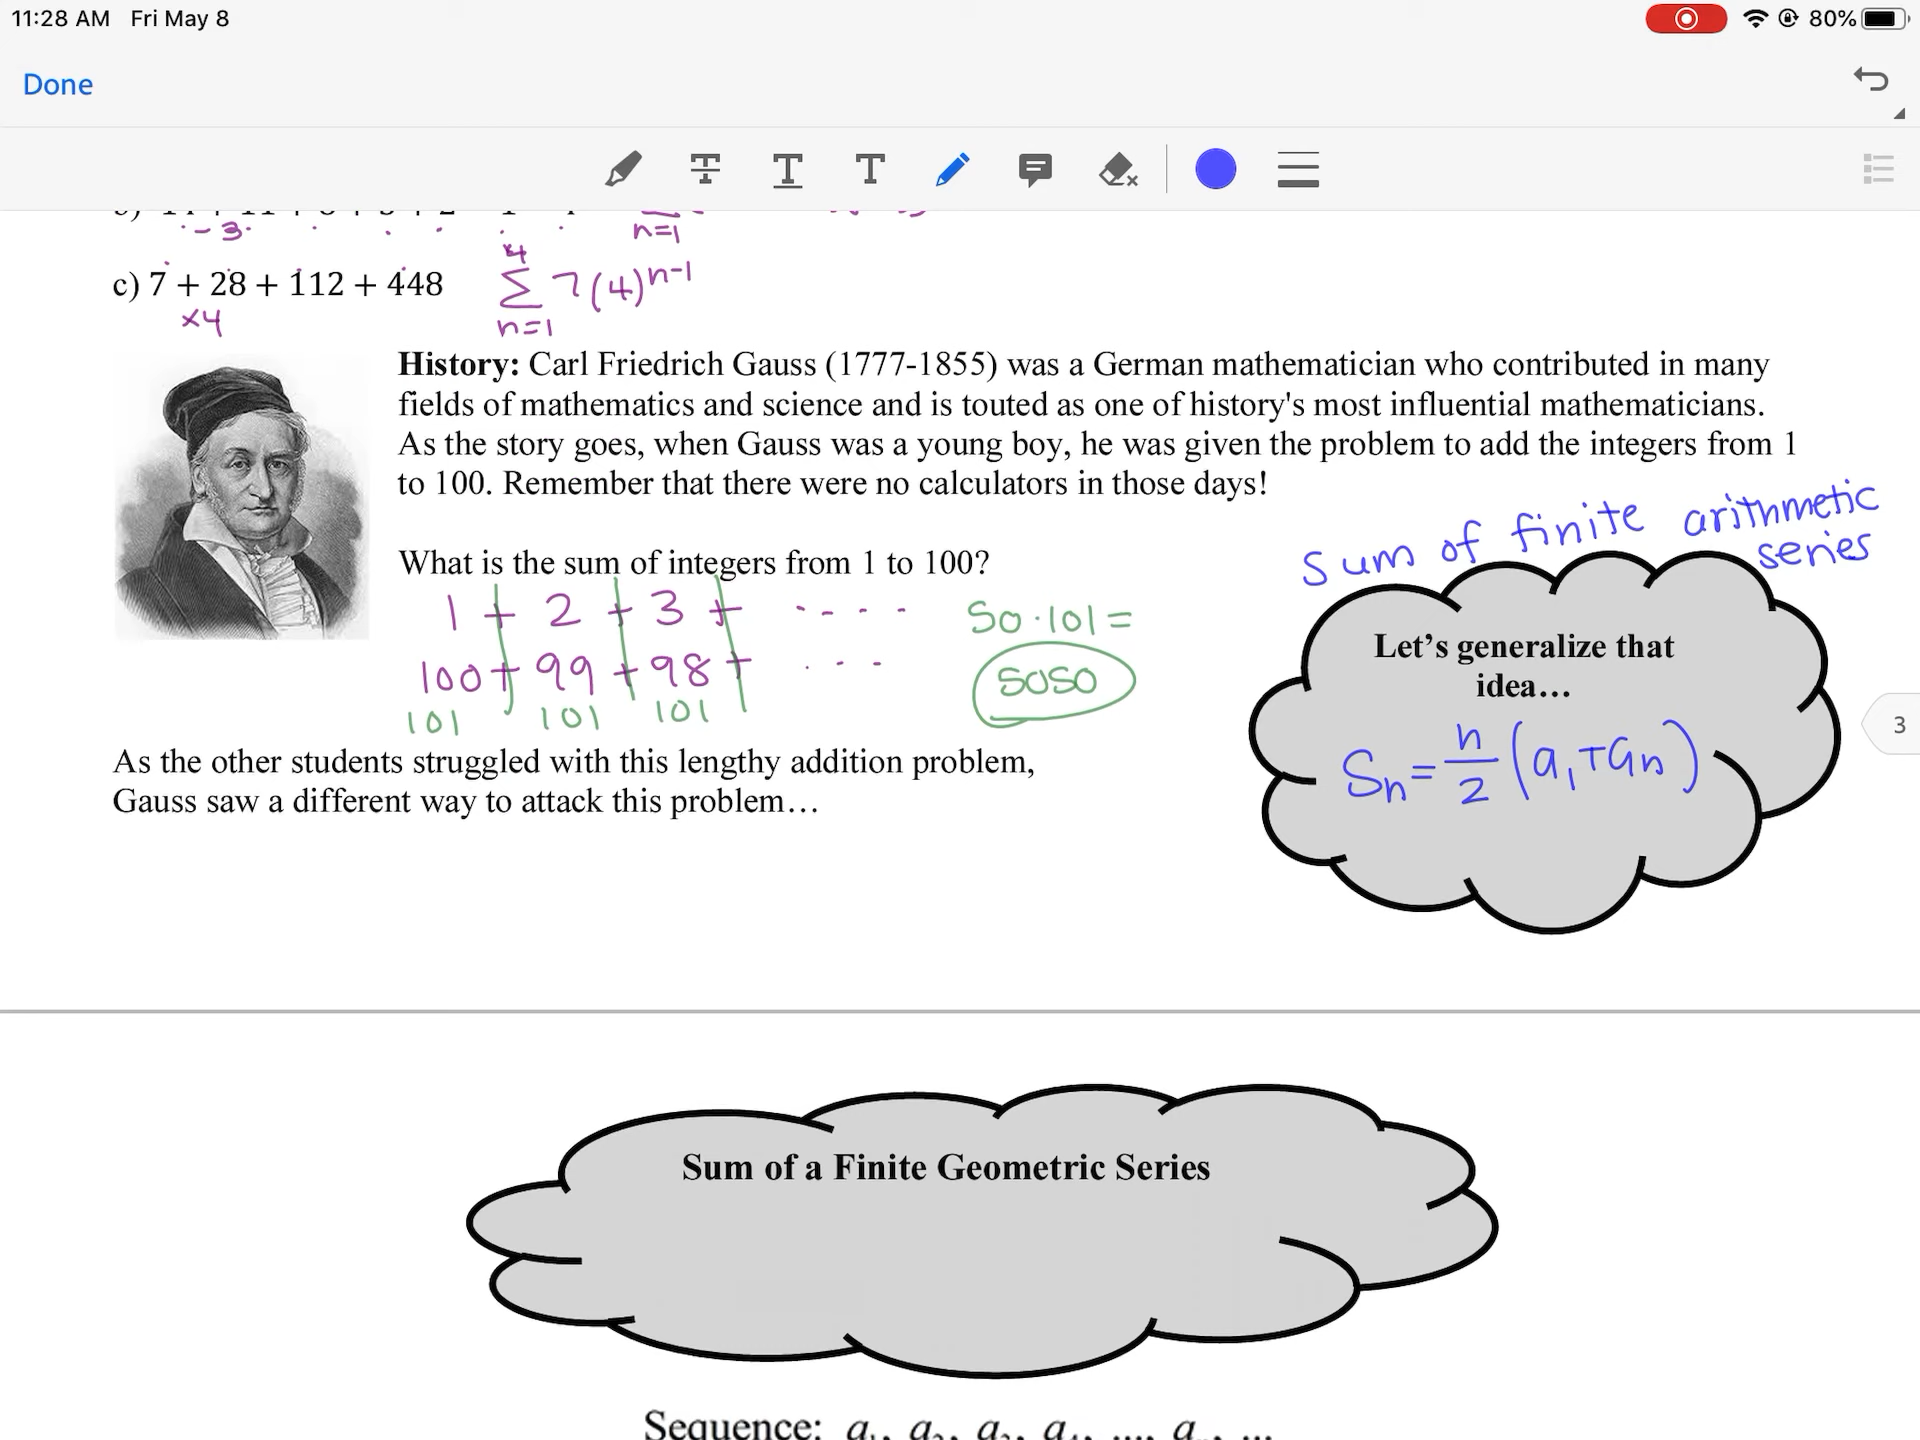 11:28 AM Fri May 8 80%
Done
T T T
n=1
c) 7 + 28 + 112 + 448
×4
4
Σ 7(4)^{n-1}
n=1
History: Carl Friedrich Gauss (1777-1855) was a German mathematician who contributed in many
fields of mathematics and science and is touted as one of history's most influential mathematicians.
As the story goes, when Gauss was a young boy, he was given the problem to add the integers from 1
to 100. Remember that there were no calculators in those days!
What is the sum of integers from 1 to 100?
1 + 2 + 3 + ....
100+ 99 + 98 + ...
101 101 101
50·101=
5050
As the other students struggled with this lengthy addition problem,
Gauss saw a different way to attack this problem…
Sum of finite arithmetic
series
Let’s generalize that
idea…
Sn = n/2 (a₁+an)
3
Sum of a Finite Geometric Series
Sequence: a₁, a₂, a₃, a₄, ..., aₙ, ...